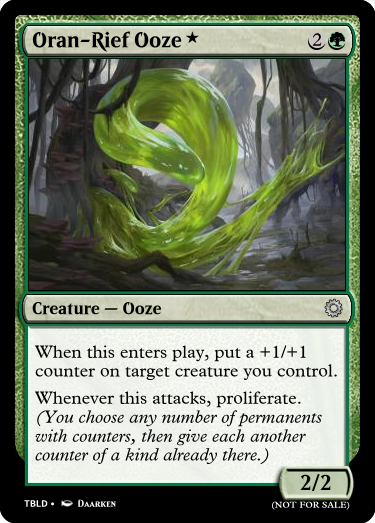 Oran-Rief Ooze★ 2
Creature — Ooze
When this enters play, put a +1/+1
counter on target creature you control.
Whenever this attacks, proliferate.
(You choose any number of permanents
with counters, then give each another
counter of a kind already there.)
2/2
TBLD • Daarken (NOT FOR SALE)